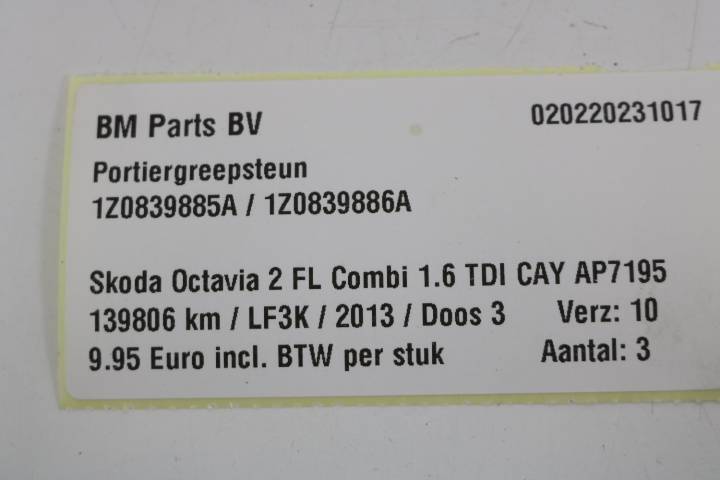 BM Parts BV 020220231017
Portiergreepsteun
1Z0839885A / 1Z0839886A
Skoda Octavia 2 FL Combi 1.6 TDI CAY AP7195
139806 km / LF3K / 2013 / Doos 3 Verz: 10
9.95 Euro incl. BTW per stuk Aantal: 3